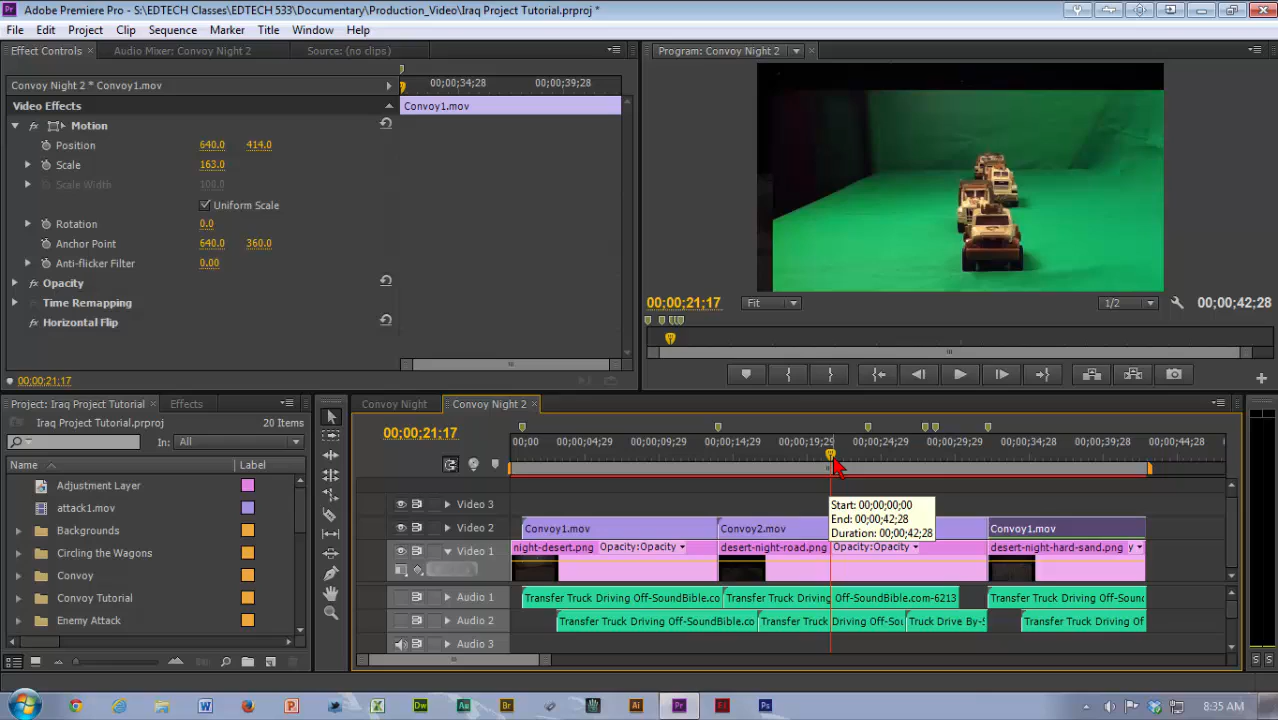 Adobe Premiere Pro - S:\EDTECH Classes\EDTECH 533\Documentary\Production_Video\Iraq Project Tutorial.prproj *
File Edit Project Clip Sequence Marker Title Window Help
Effect Controls Audio Mixer: Convoy Night 2 Source: (no clips)
Program: Convoy Night 2
Convoy Night 2 * Convoy1.mov
00;00;34;28 00;00;39;28
Video Effects
Convoy1.mov
fx Motion
Position 640.0 414.0
Scale 163.0
Scale Width 100.0
Uniform Scale
Rotation 0.0
Anchor Point 640.0 360.0
Anti-flicker Filter 0.00
fx Opacity
Time Remapping
fx Horizontal Flip
00;00;21;17
00;00;21;17 Fit 1/2 00;00;42;28
Project: Iraq Project Tutorial Effects
Iraq Project Tutorial.prproj 20 Items
In: All
Name Label
Adjustment Layer
attack1.mov
Backgrounds
Circling the Wagons
Convoy
Convoy Tutorial
Enemy Attack
Convoy Night Convoy Night 2
00;00;21;17
00;00 00;00;04;29 00;00;09;29 00;00;14;29 00;00;19;29 00;00;24;29 00;00;29;29 00;00;34;28 00;00;39;28 00;00;44;28
Start: 00;00;00;00
End: 00;00;42;28
Duration: 00;00;42;28
Video 3
Video 2 Convoy1.mov Convoy2.mov Convoy1.mov
Video 1 night-desert.png Opacity:Opacity desert-night-road.png Opacity:Opacity desert-night-hard-sand.png y
Audio 1 Transfer Truck Driving Off-SoundBible.co Transfer Truck Driving Off-SoundBible.com-6213 Transfer Truck Driving Off-Soun
Audio 2 Transfer Truck Driving Off-SoundBible.co Transfer Truck Driving Off-Sou Truck Drive By-S Transfer Truck Driving Of
Audio 3
S S
W P X Dw Au Br Ai Pr Fl Ps
8:35 AM